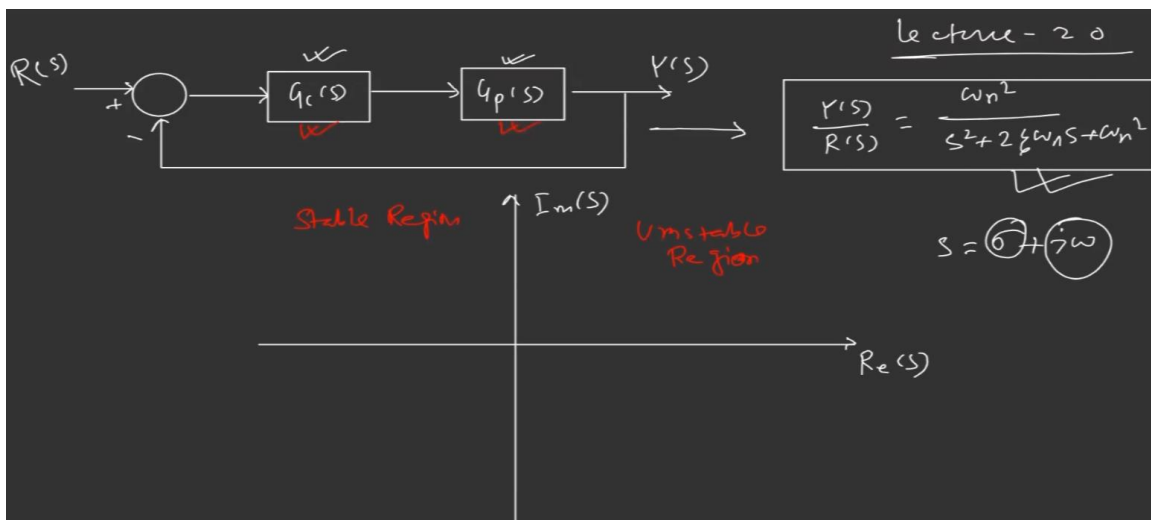 Lecture - 20
R(S)
+
-
Gc(S)
Gp(S)
Y(S)
Y(S)/R(S) = ωn²/(S² + 2ξωnS + ωn²)
Stable Region
Im(S)
Unstable
Region
S = σ + jω
Re(S)